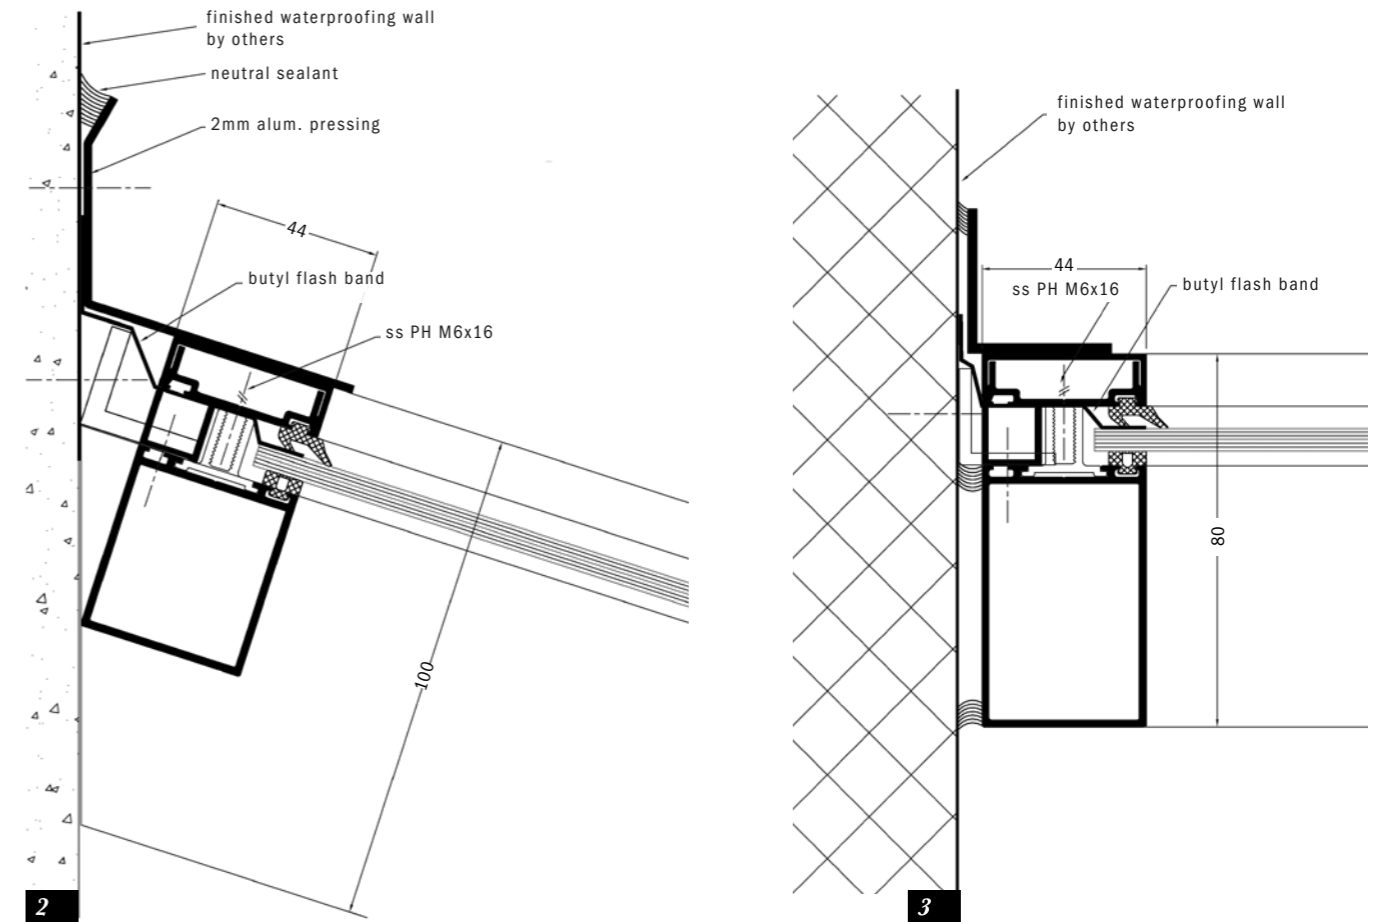 finished waterproofing wall
by others
neutral sealant
2mm alum. pressing
44
butyl flash band
ss PH M6x16
100
2
finished waterproofing wall
by others
44
ss PH M6x16
butyl flash band
80
3